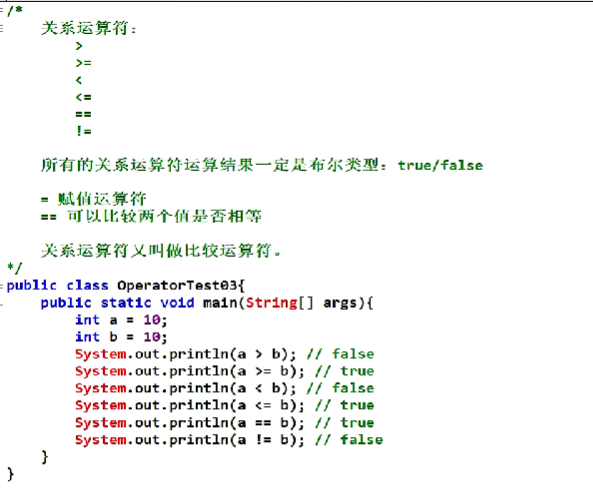 /*
关系运算符:
>
>=
<
<=
==
!=
所有的关系运算符运算结果一定是布尔类型: true/false
= 赋值运算符
== 可以比较两个值是否相等
关系运算符又叫做比较运算符。
*/
public class OperatorTest03{
public static void main(String[] args){
int a = 10;
int b = 10;
System.out.println(a > b); // false
System.out.println(a >= b); // true
System.out.println(a < b); // false
System.out.println(a <= b); // true
System.out.println(a == b); // true
System.out.println(a != b); // false
}
}